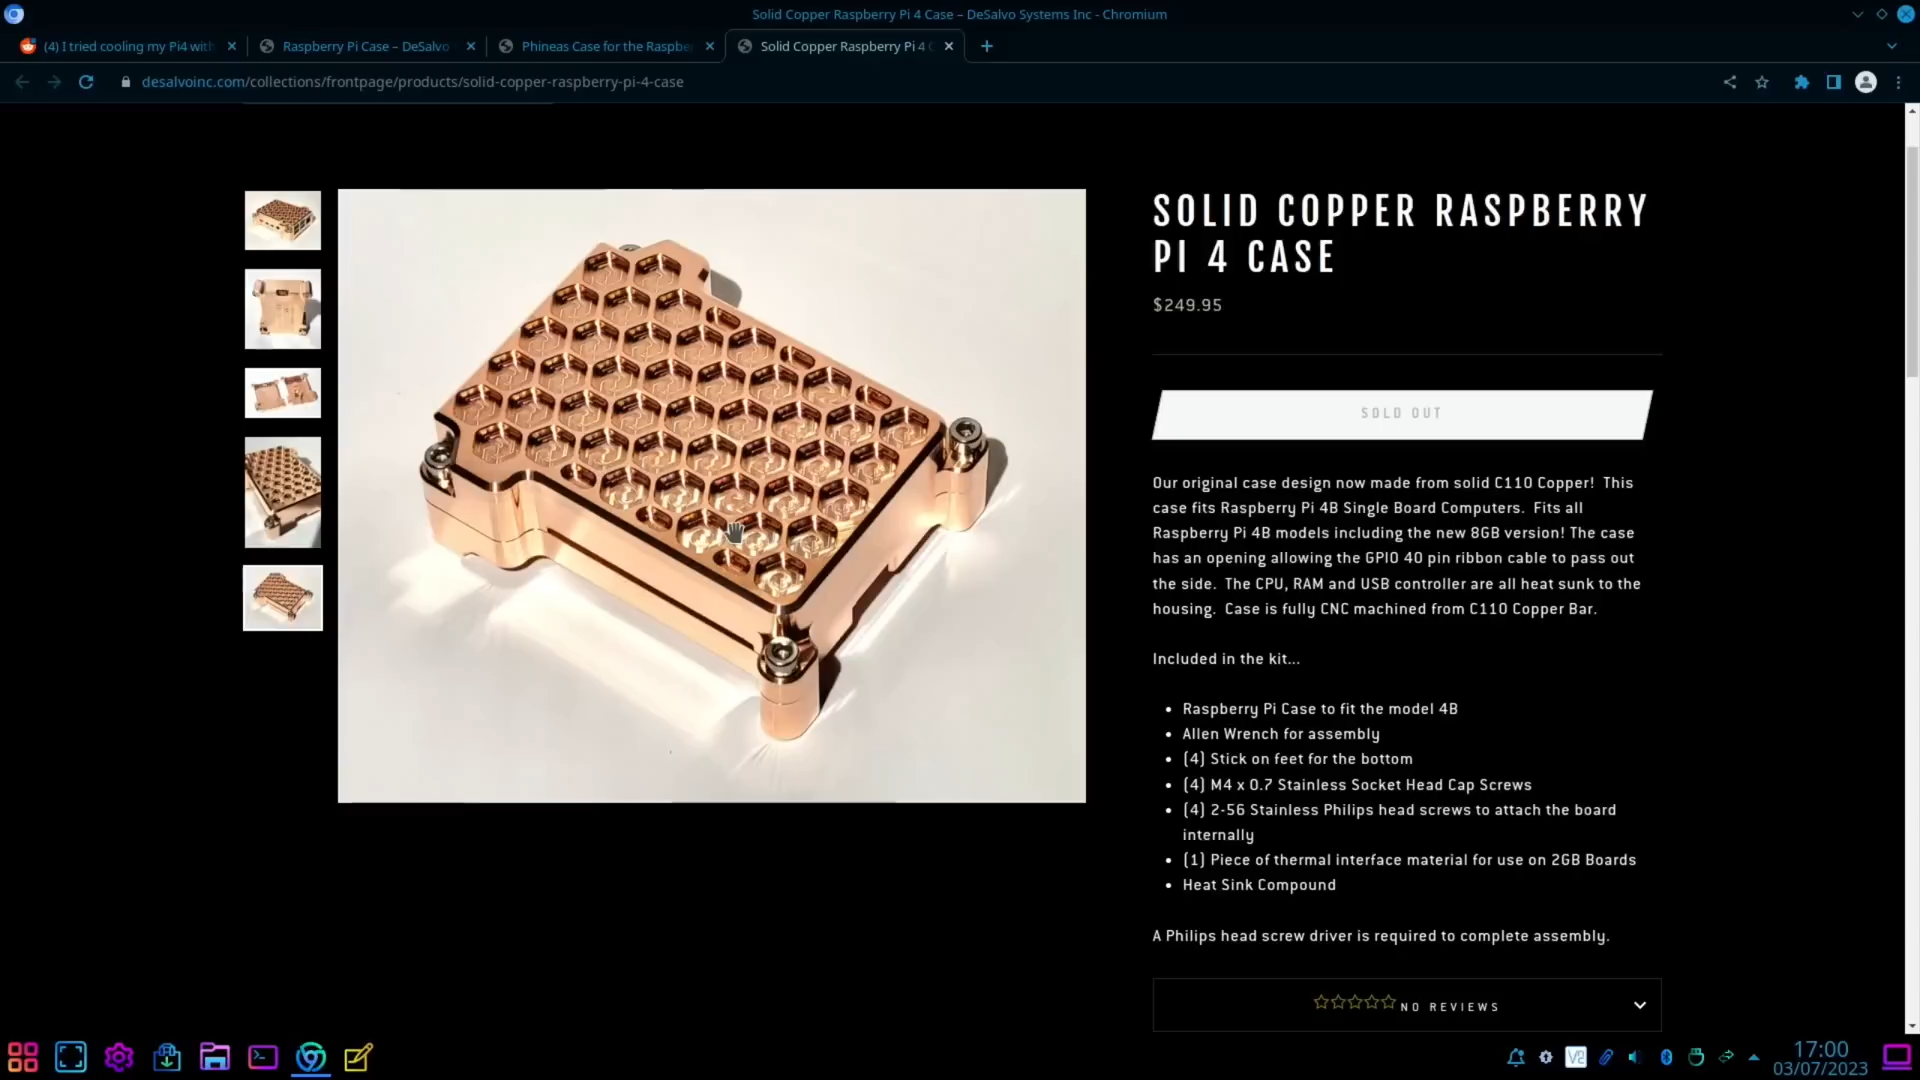 Solid Copper Raspberry Pi 4 Case – DeSalvo Systems Inc - Chromium
(4) I tried cooling my Pi4 with
Raspberry Pi Case – DeSalvo
Phineas Case for the Raspbe
Solid Copper Raspberry Pi 4 C
desalvoinc.com/collections/frontpage/products/solid-copper-raspberry-pi-4-case
SOLID COPPER RASPBERRY
PI 4 CASE
$249.95
SOLD OUT
Our original case design now made from solid C110 Copper! This
case fits Raspberry Pi 4B Single Board Computers. Fits all
Raspberry Pi 4B models including the new 8GB version! The case
has an opening allowing the GPIO 40 pin ribbon cable to pass out
the side. The CPU, RAM and USB controller are all heat sunk to the
housing. Case is fully CNC machined from C110 Copper Bar.
Included in the kit...
• Raspberry Pi Case to fit the model 4B
• Allen Wrench for assembly
• (4) Stick on feet for the bottom
• (4) M4 x 0.7 Stainless Socket Head Cap Screws
• (4) 2-56 Stainless Philips head screws to attach the board
internally
• (1) Piece of thermal interface material for use on 2GB Boards
• Heat Sink Compound
A Philips head screw driver is required to complete assembly.
NO REVIEWS
17:00
03/07/2023